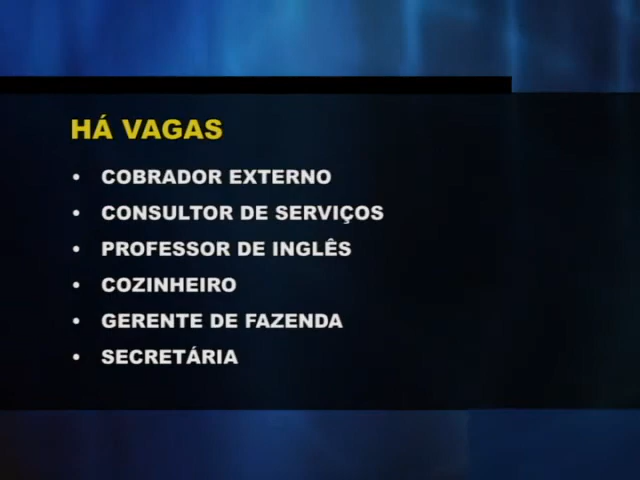 HÁ VAGAS
• COBRADOR EXTERNO
• CONSULTOR DE SERVIÇOS
• PROFESSOR DE INGLÊS
• COZINHEIRO
• GERENTE DE FAZENDA
• SECRETÁRIA